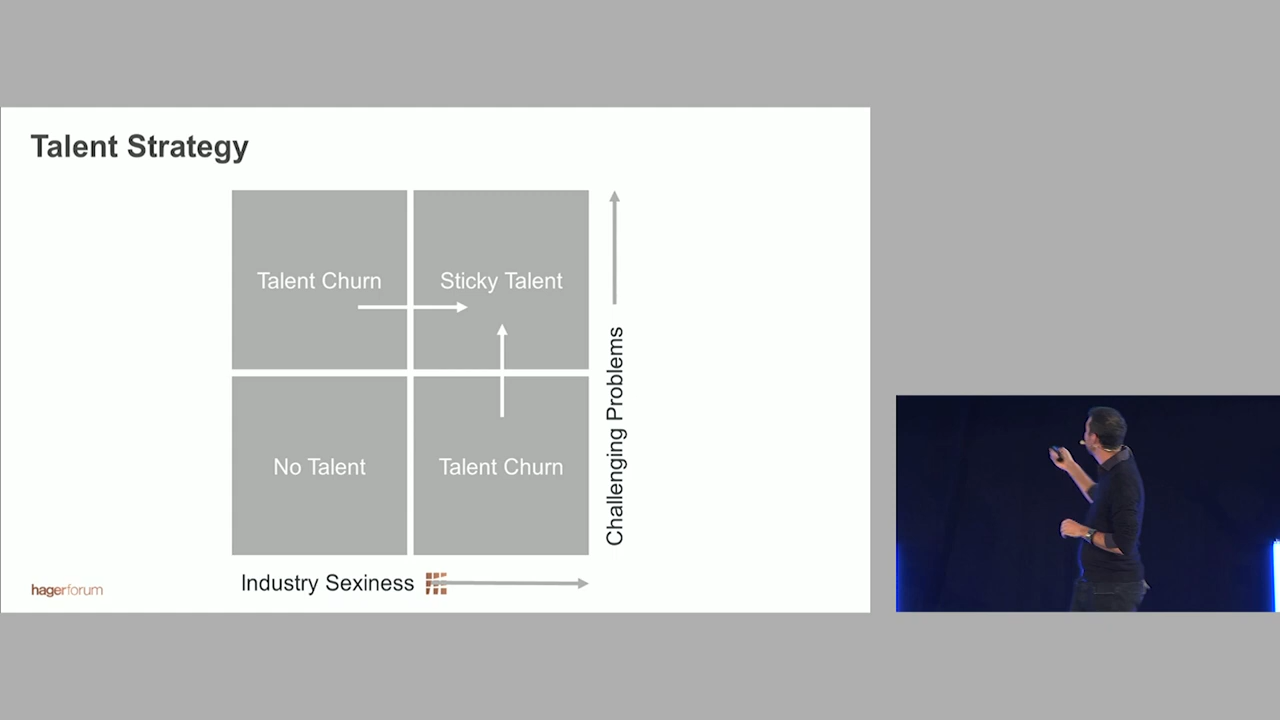 Talent Strategy
Talent Churn
Sticky Talent
No Talent
Talent Churn
Challenging Problems
Industry Sexiness
hagerforum